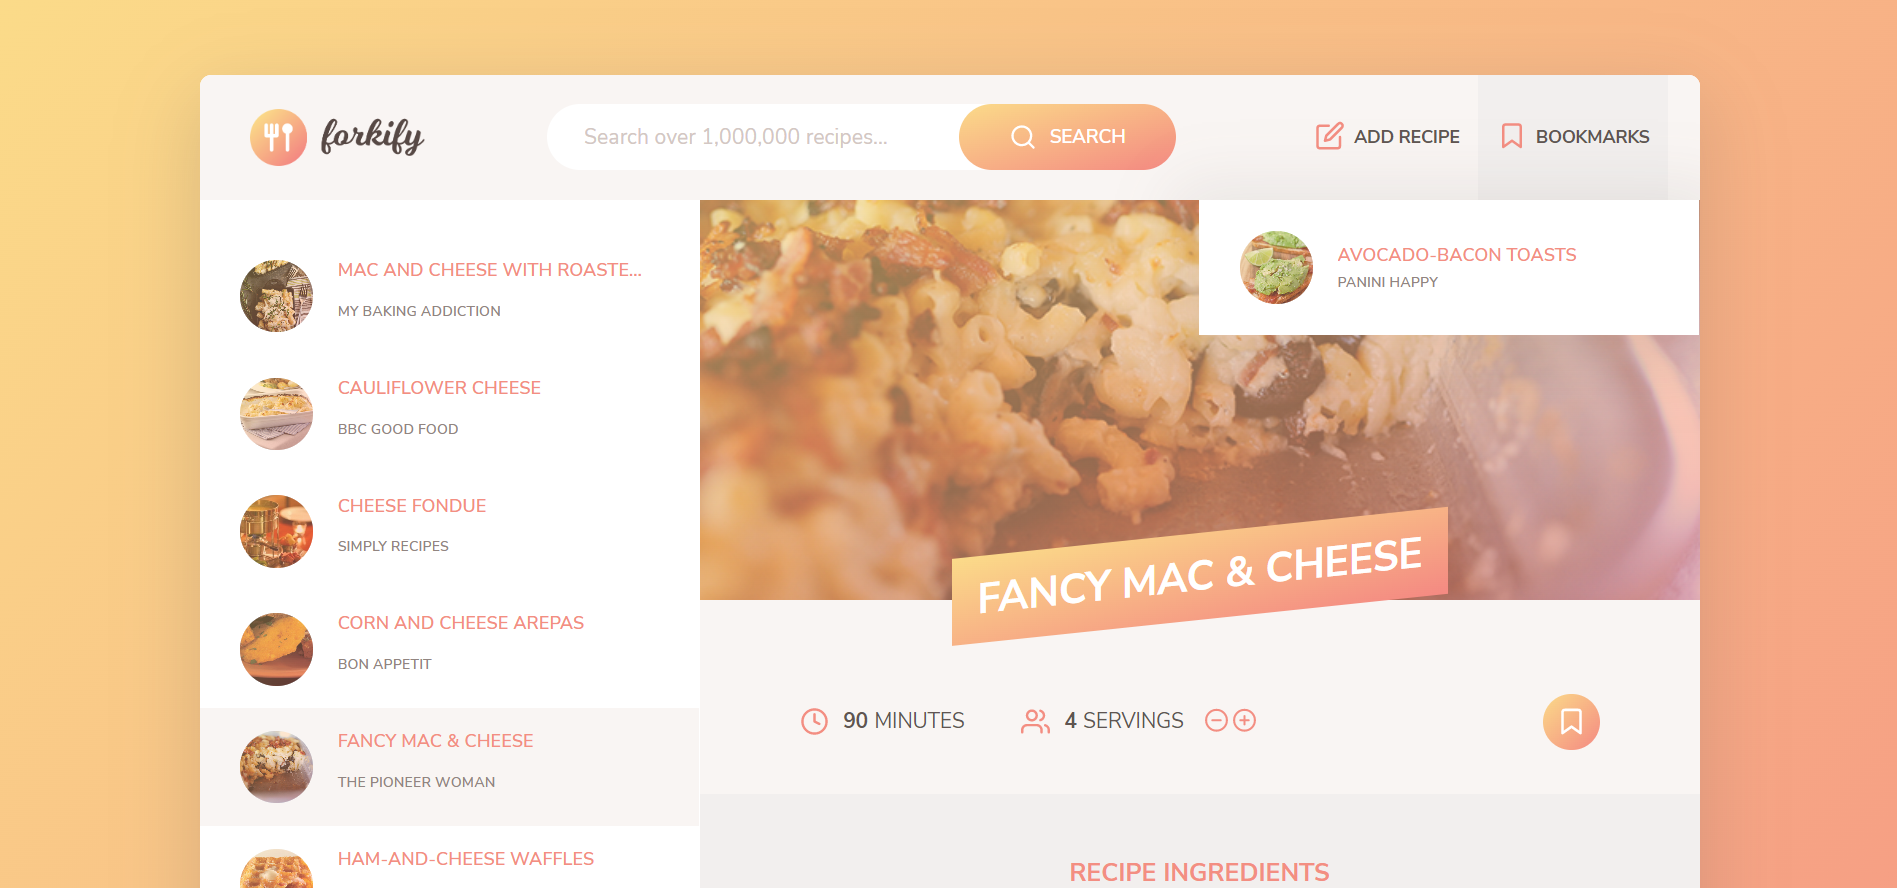 forkify
Search over 1,000,000 recipes...
SEARCH
ADD RECIPE
BOOKMARKS
MAC AND CHEESE WITH ROASTE...
MY BAKING ADDICTION
CAULIFLOWER CHEESE
BBC GOOD FOOD
CHEESE FONDUE
SIMPLY RECIPES
CORN AND CHEESE AREPAS
BON APPETIT
FANCY MAC & CHEESE
THE PIONEER WOMAN
HAM-AND-CHEESE WAFFLES
AVOCADO-BACON TOASTS
PANINI HAPPY
FANCY MAC & CHEESE
90 MINUTES
4 SERVINGS
RECIPE INGREDIENTS